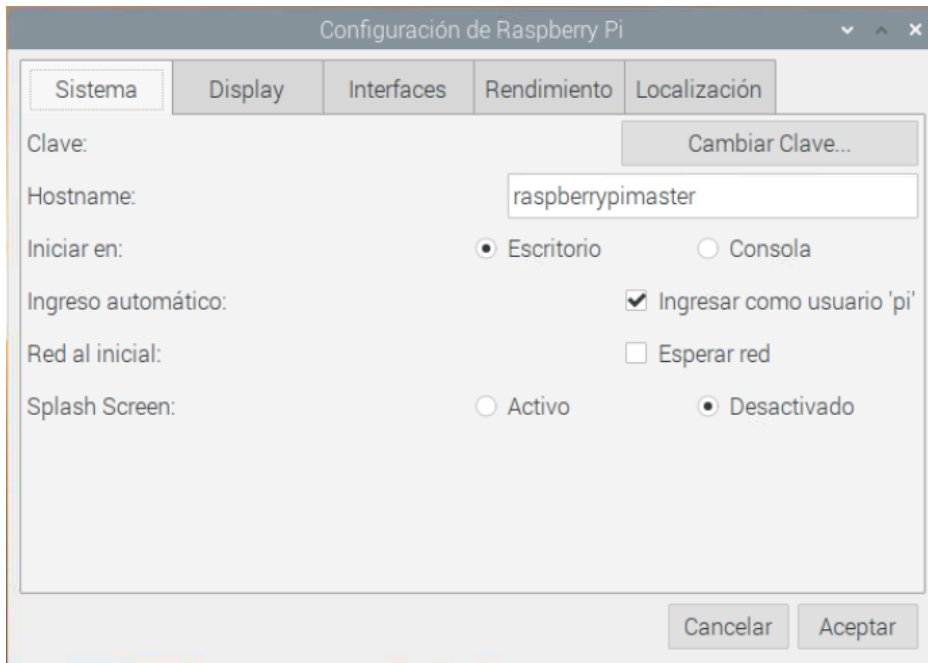 Configuración de Raspberry Pi
Sistema Display Interfaces Rendimiento Localización
Clave: Cambiar Clave...
Hostname: raspberrypimaster
Iniciar en: Escritorio Consola
Ingreso automático: Ingresar como usuario 'pi'
Red al inicial: Esperar red
Splash Screen: Activo Desactivado
Cancelar Aceptar